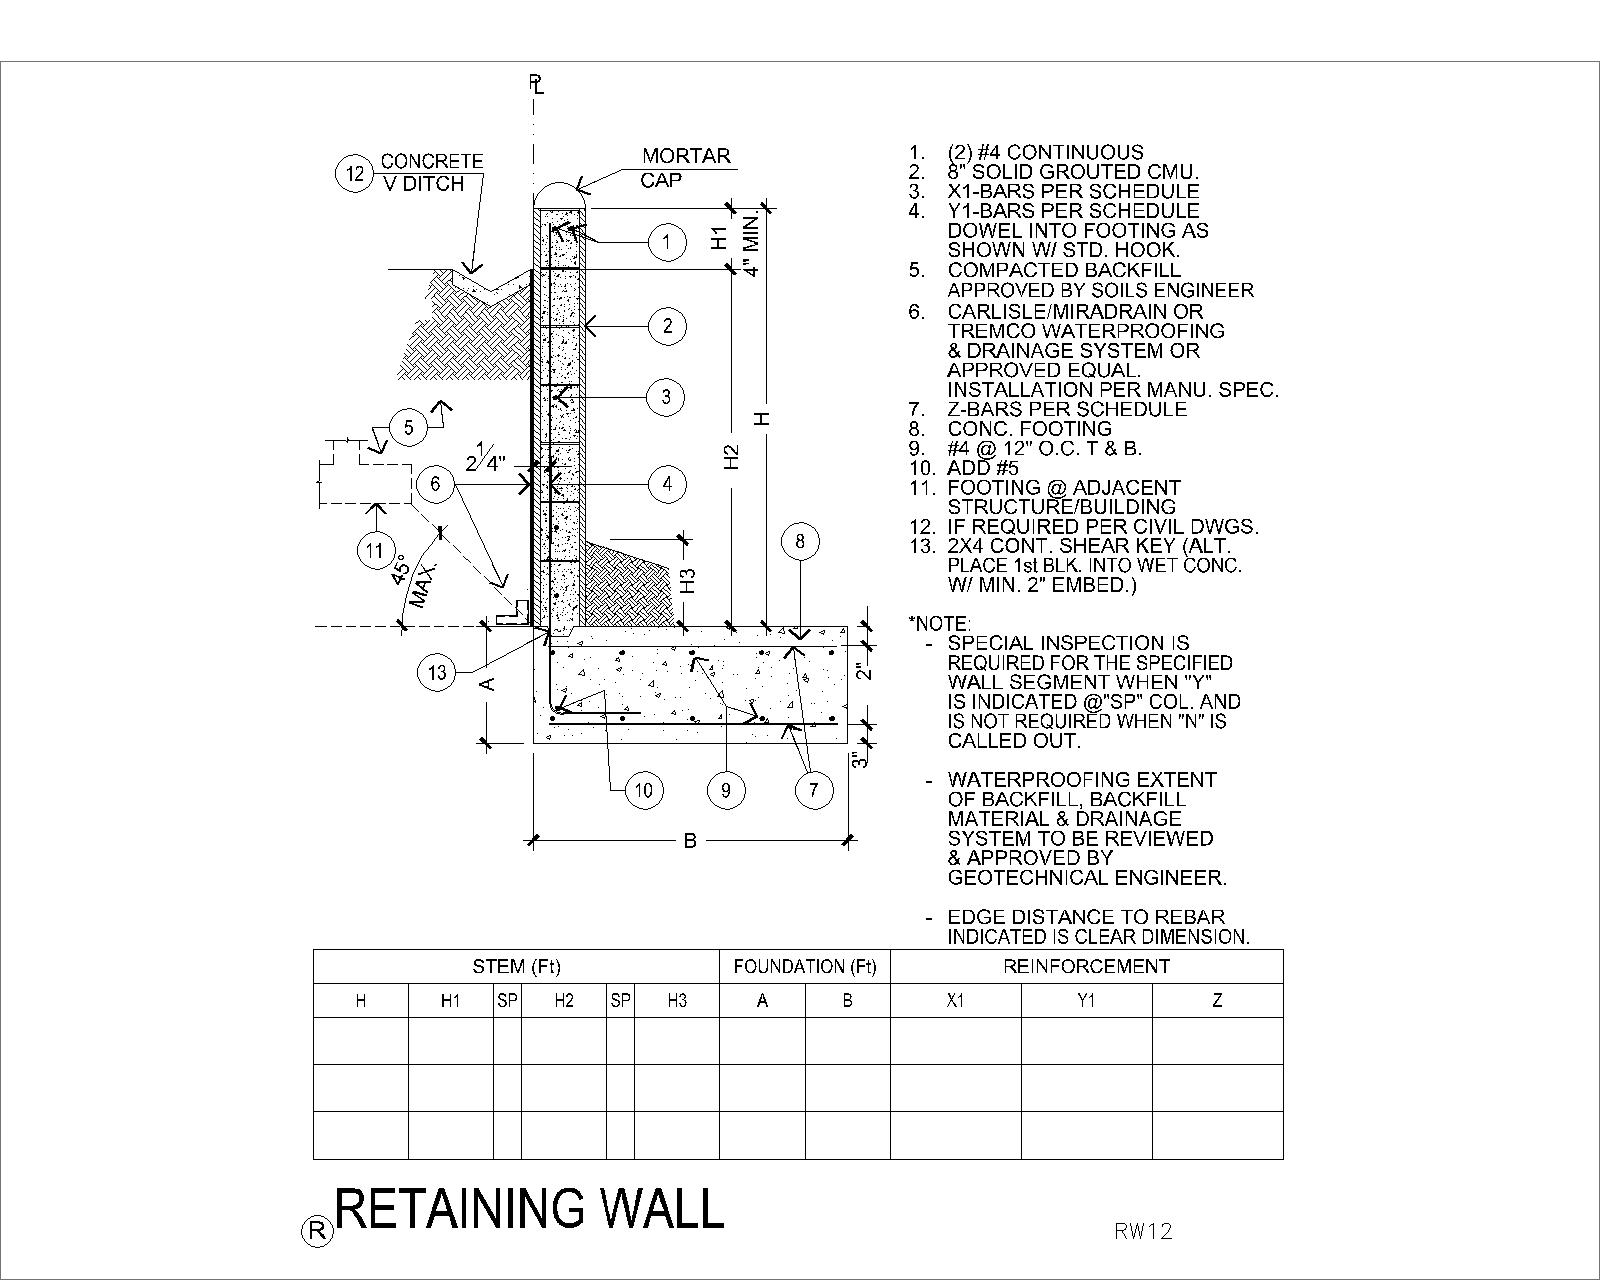 PL
12
CONCRETE
V DITCH
MORTAR
CAP
1
H1
4" MIN.
2
3
H
5
H2
2 1/4"
6
4
11
8
45°
MAX.
H3
13
A
2"
3"
10
9
7
B
1. (2) #4 CONTINUOUS
2. 8" SOLID GROUTED CMU.
3. X1-BARS PER SCHEDULE
4. Y1-BARS PER SCHEDULE
DOWEL INTO FOOTING AS
SHOWN W/ STD. HOOK.
5. COMPACTED BACKFILL
APPROVED BY SOILS ENGINEER
6. CARLISLE/MIRADRAIN OR
TREMCO WATERPROOFING
& DRAINAGE SYSTEM OR
APPROVED EQUAL.
INSTALLATION PER MANU. SPEC.
7. Z-BARS PER SCHEDULE
8. CONC. FOOTING
9. #4 @ 12" O.C. T & B.
10. ADD #5
11. FOOTING @ ADJACENT
STRUCTURE/BUILDING
12. IF REQUIRED PER CIVIL DWGS.
13. 2X4 CONT. SHEAR KEY (ALT.
PLACE 1st BLK. INTO WET CONC.
W/ MIN. 2" EMBED.)
*NOTE:
- SPECIAL INSPECTION IS
REQUIRED FOR THE SPECIFIED
WALL SEGMENT WHEN "Y"
IS INDICATED @"SP" COL. AND
IS NOT REQUIRED WHEN "N" IS
CALLED OUT.
- WATERPROOFING EXTENT
OF BACKFILL, BACKFILL
MATERIAL & DRAINAGE
SYSTEM TO BE REVIEWED
& APPROVED BY
GEOTECHNICAL ENGINEER.
- EDGE DISTANCE TO REBAR
INDICATED IS CLEAR DIMENSION.
STEM (Ft) FOUNDATION (Ft) REINFORCEMENT
H H1 SP H2 SP H3 A B X1 Y1 Z
R RETAINING WALL
RW12